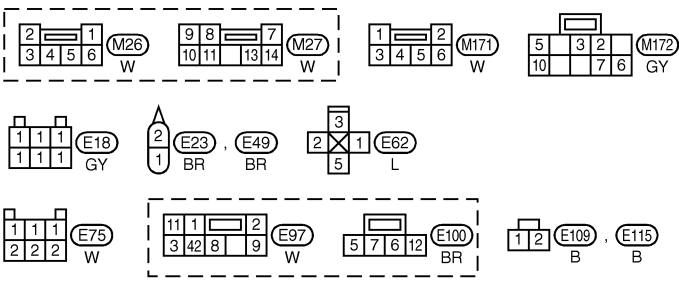 2 1 M26 9 8 7 M27 1 2 M171 5 3 2 M172
3 4 5 6 W 10 11 13 14 W 3 4 5 6 W 10 7 6 GY
1 1 1 E18 2 E23 , E49 3 E62
1 1 1 GY 1 BR BR 2 1 L
5
1 1 1 E75 11 1 2 E97 E100 1 2 E109 , E115
2 2 2 W 3 42 8 9 W 5 7 6 12 BR B B